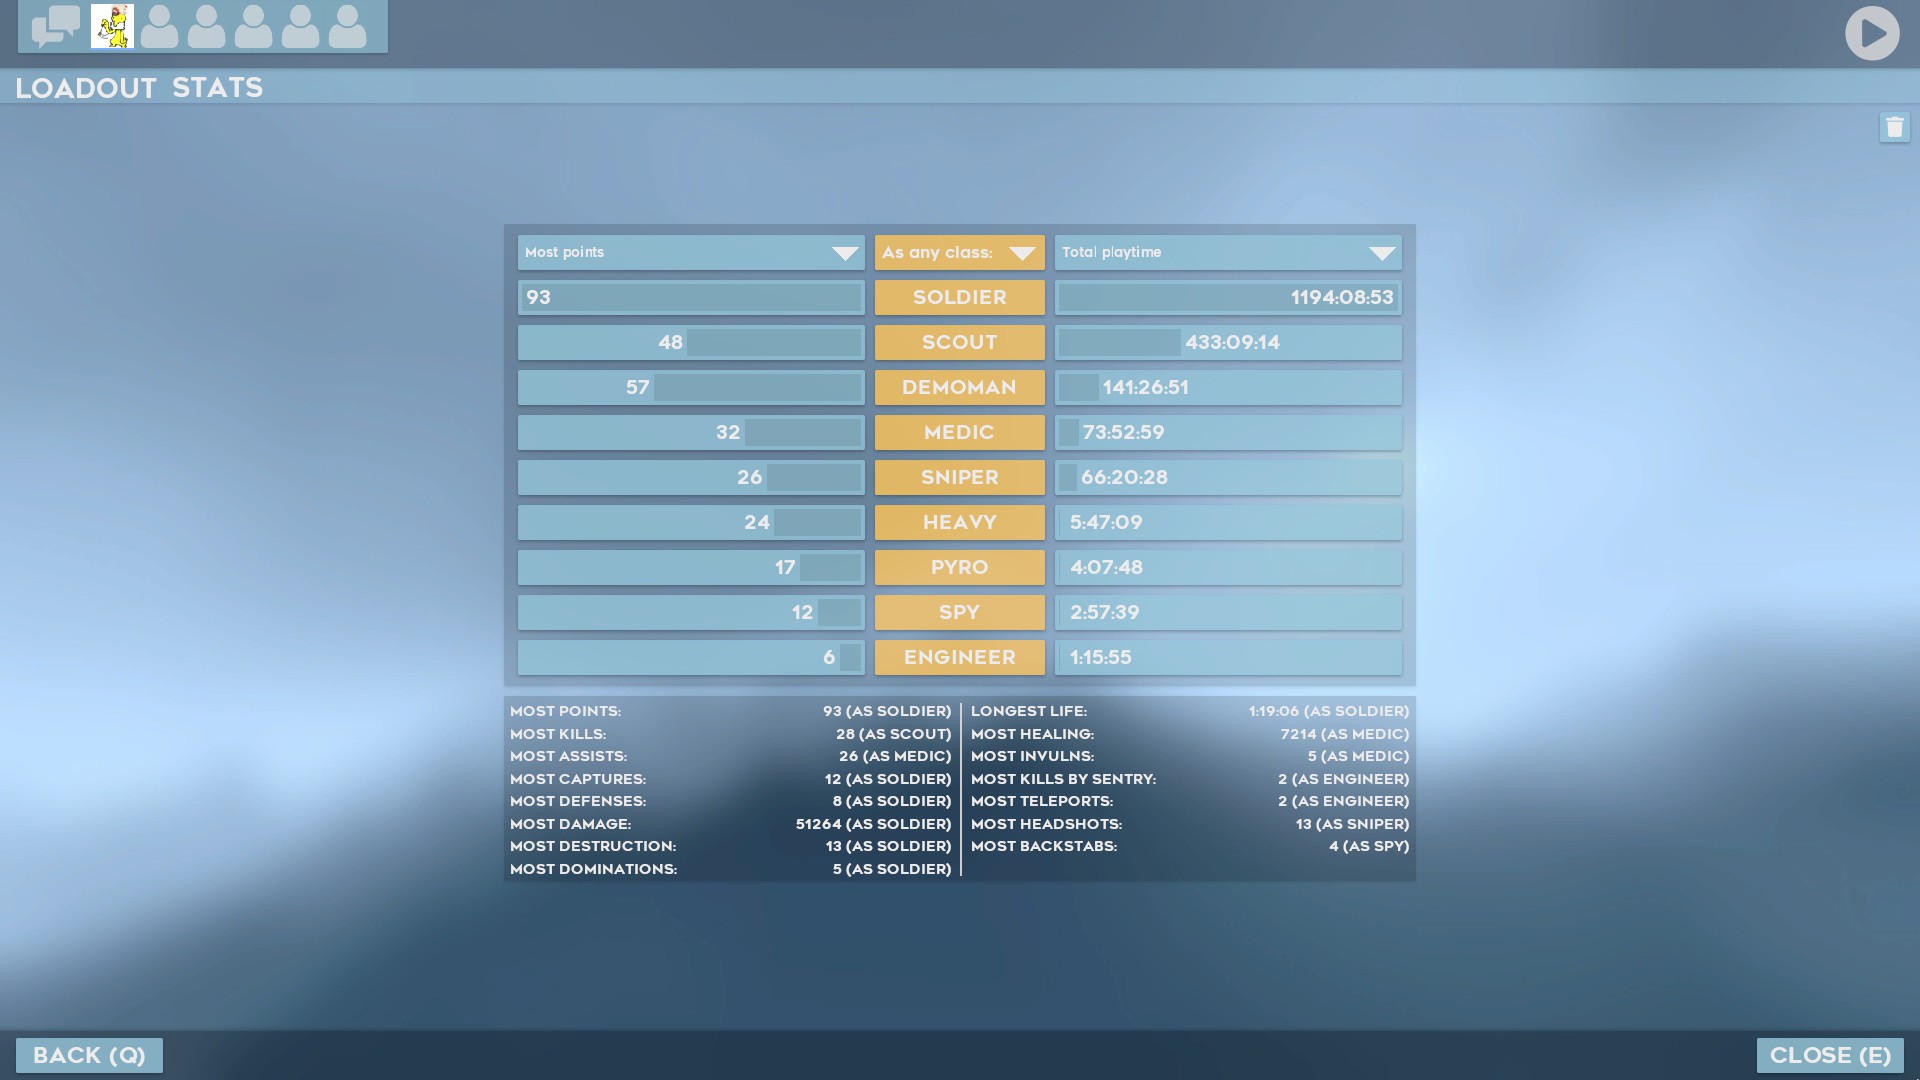 LOADOUT STATS
Most points As any class: Total playtime
93 SOLDIER 1194:08:53
48 SCOUT 433:09:14
57 DEMOMAN 141:26:51
32 MEDIC 73:52:59
26 SNIPER 66:20:28
24 HEAVY 5:47:09
17 PYRO 4:07:48
12 SPY 2:57:39
6 ENGINEER 1:15:55
MOST POINTS: 93 (AS SOLDIER)
MOST KILLS: 28 (AS SCOUT)
MOST ASSISTS: 26 (AS MEDIC)
MOST CAPTURES: 12 (AS SOLDIER)
MOST DEFENSES: 8 (AS SOLDIER)
MOST DAMAGE: 51264 (AS SOLDIER)
MOST DESTRUCTION: 13 (AS SOLDIER)
MOST DOMINATIONS: 5 (AS SOLDIER)
LONGEST LIFE: 1:19:06 (AS SOLDIER)
MOST HEALING: 7214 (AS MEDIC)
MOST INVULNS: 5 (AS MEDIC)
MOST KILLS BY SENTRY: 2 (AS ENGINEER)
MOST TELEPORTS: 2 (AS ENGINEER)
MOST HEADSHOTS: 13 (AS SNIPER)
MOST BACKSTABS: 4 (AS SPY)
BACK (Q) CLOSE (E)